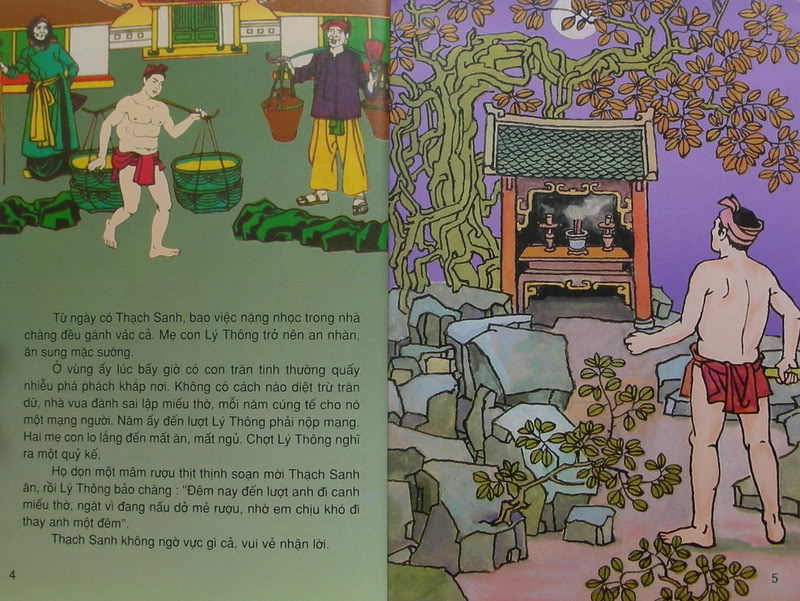 Từ ngày có Thạch Sanh, bao việc nặng nhọc trong nhà
chàng đều gánh vác cả. Mẹ con Lý Thông trở nên an nhàn,
ăn sung mặc sướng.
Ở vùng ấy lúc bấy giờ có con trăn tinh thường quấy
nhiễu phá phách khắp nơi. Không có cách nào diệt trừ trăn
dữ, nhà vua đành sai lập miếu thờ, mỗi năm cúng tế cho nó
một mạng người. Năm ấy đến lượt Lý Thông phải nộp mạng.
Hai mẹ con lo lắng đến mất ăn, mất ngủ. Chợt Lý Thông nghĩ
ra một quỷ kế.
Họ dọn một mâm rượu thịt thịnh soạn mời Thạch Sanh
ăn, rồi Lý Thông bảo chàng : "Đêm nay đến lượt anh đi canh
miếu thờ, ngặt vì đang nấu dở mẻ rượu, nhờ em chịu khó đi
thay anh một đêm".
Thạch Sanh không ngờ vực gì cả, vui vẻ nhận lời.
4
5